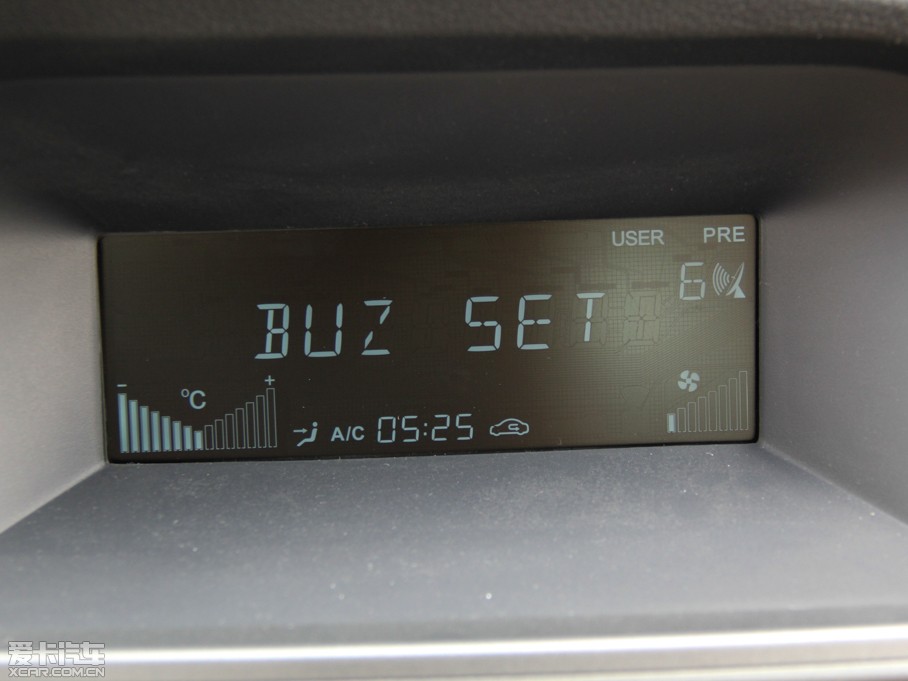 USER PRE
6
BUZ SET
- °C +
A/C 05:25
爱卡汽车
XCAR.COM.CN